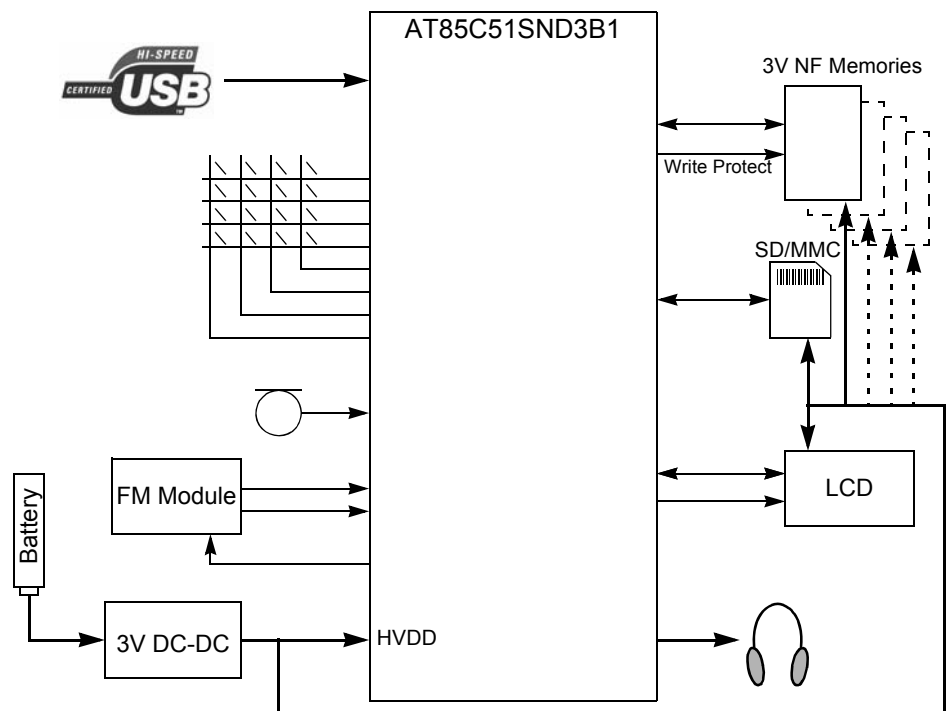 AT85C51SND3B1
HI-SPEED
CERTIFIED
USB
TM
3V NF Memories
Write Protect
SD/MMC
FM Module
LCD
Battery
3V DC-DC
HVDD